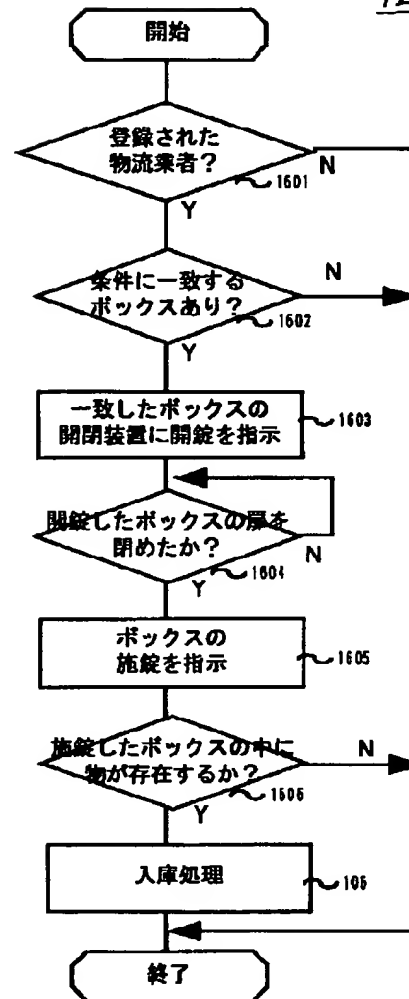 開始
登録された
物流業者?
N
1601
Y
条件に一致する
ボックスあり?
N
1602
Y
一致したボックスの
開閉装置に開錠を指示
1603
開錠したボックスの扉を
閉めたか?
N
1604
Y
ボックスの
施錠を指示
1605
施錠したボックスの中に
物が存在するか?
N
1606
Y
入庫処理
106
終了